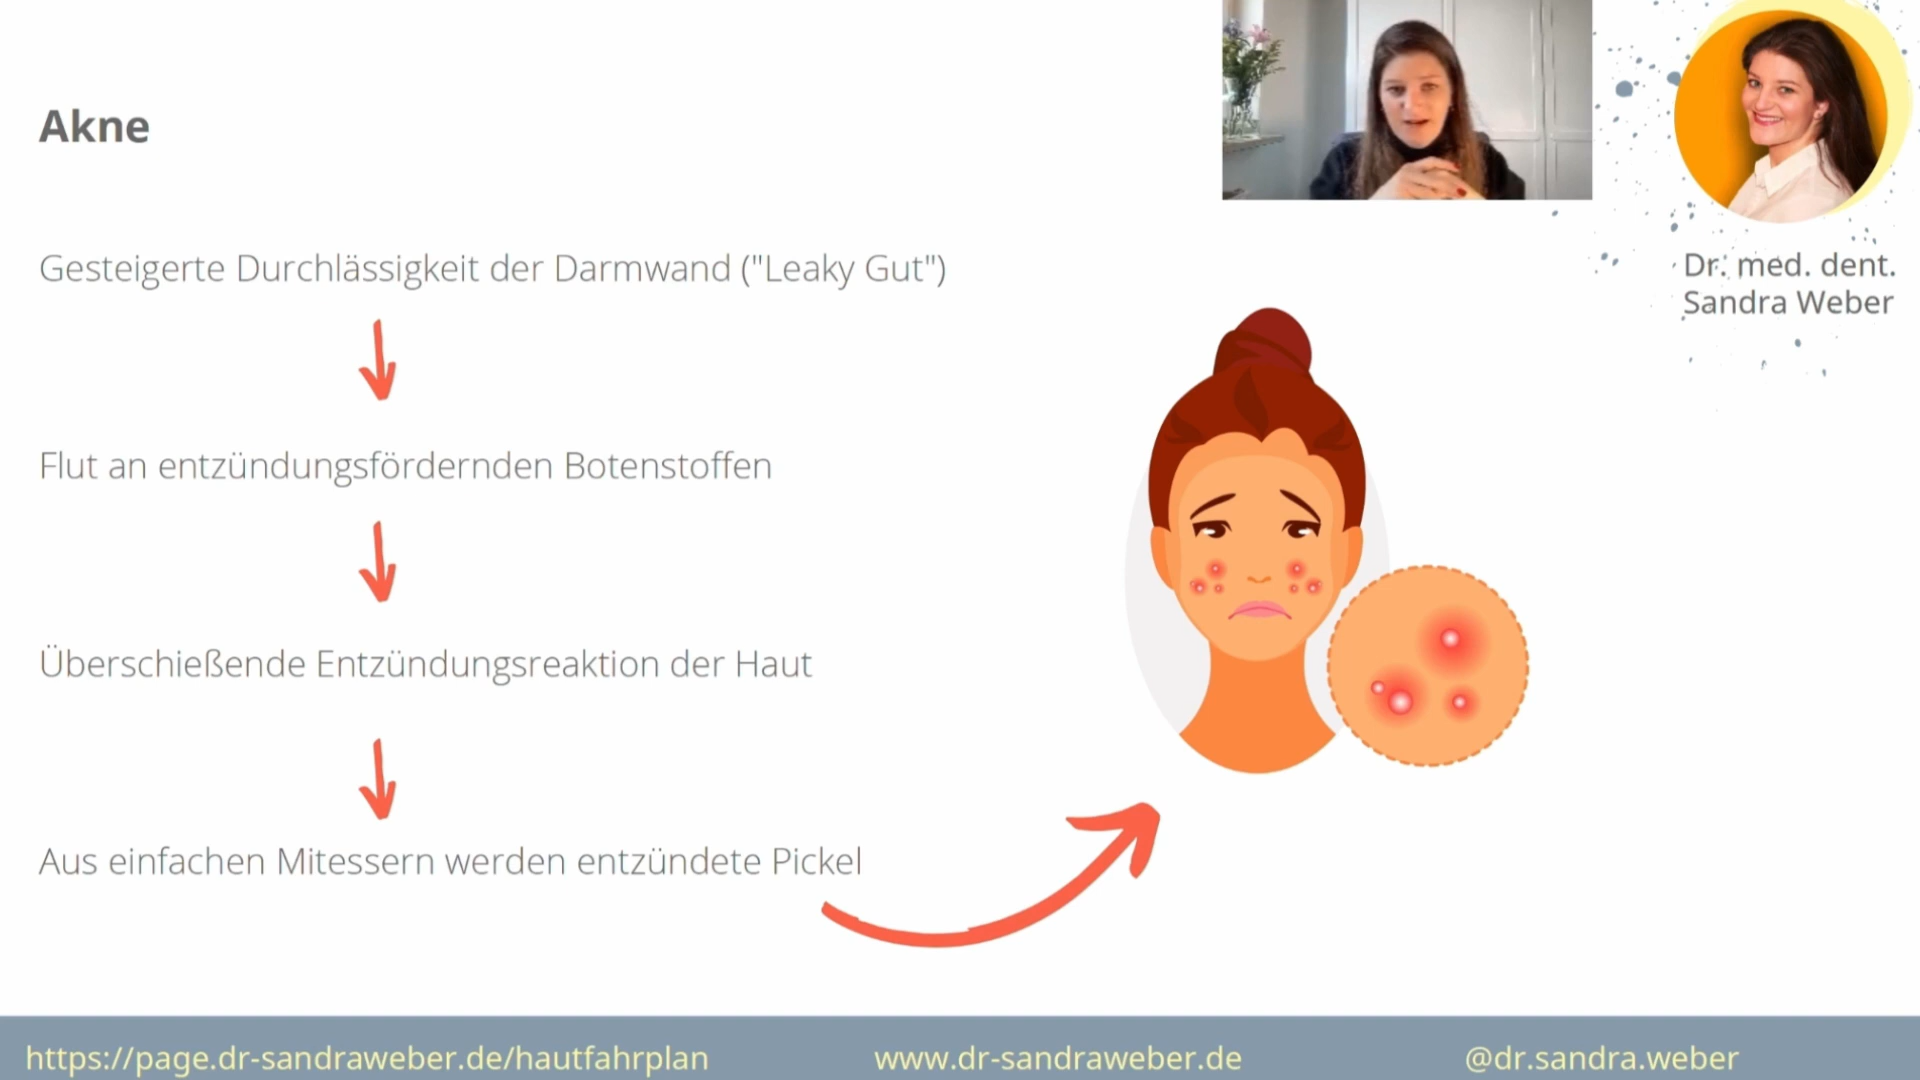 Akne
Gesteigerte Durchlässigkeit der Darmwand ("Leaky Gut")
Flut an entzündungsfördernden Botenstoffen
Überschießende Entzündungsreaktion der Haut
Aus einfachen Mitessern werden entzündete Pickel
Dr. med. dent.
Sandra Weber
https://page.dr-sandraweber.de/hautfahrplan
www.dr-sandraweber.de
@dr.sandra.weber